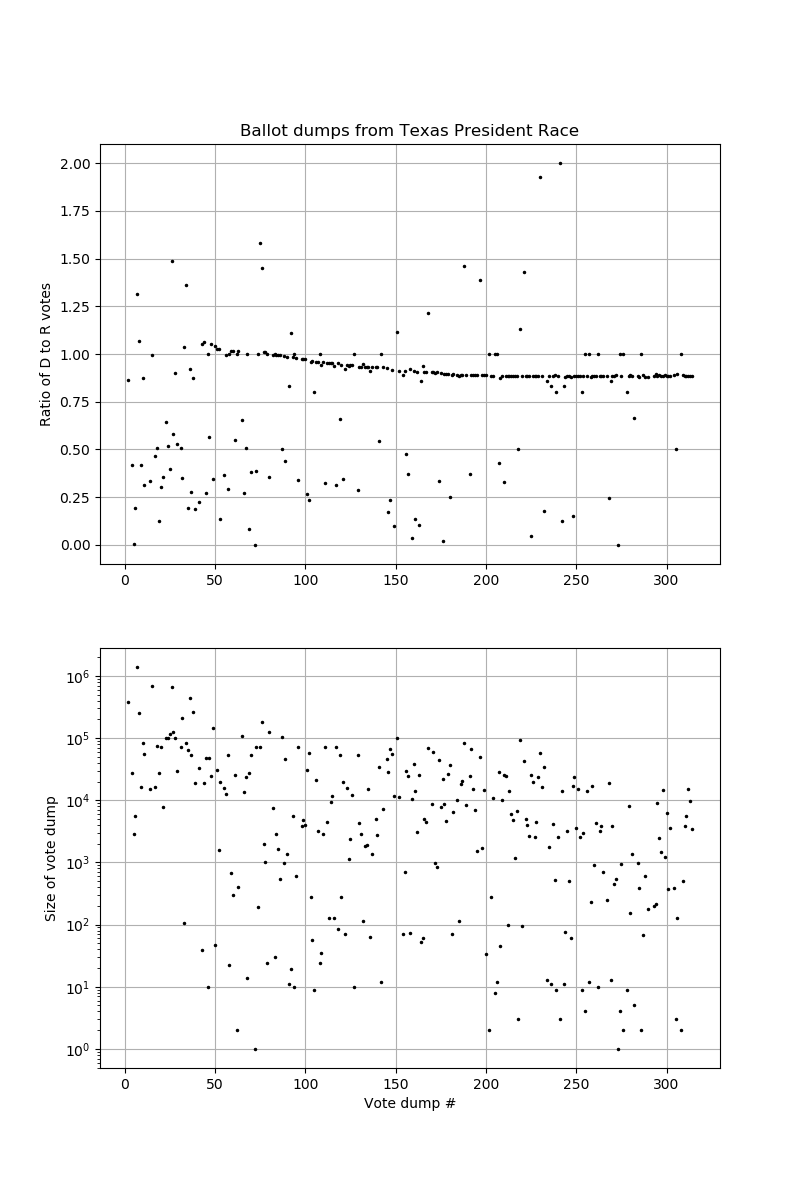 Ballot dumps from Texas President Race
Ratio of D to R votes
2.00
1.75
1.50
1.25
1.00
0.75
0.50
0.25
0.00
0 50 100 150 200 250 300
Size of vote dump
10⁶
10⁵
10⁴
10³
10²
10¹
10⁰
0 50 100 150 200 250 300
Vote dump #